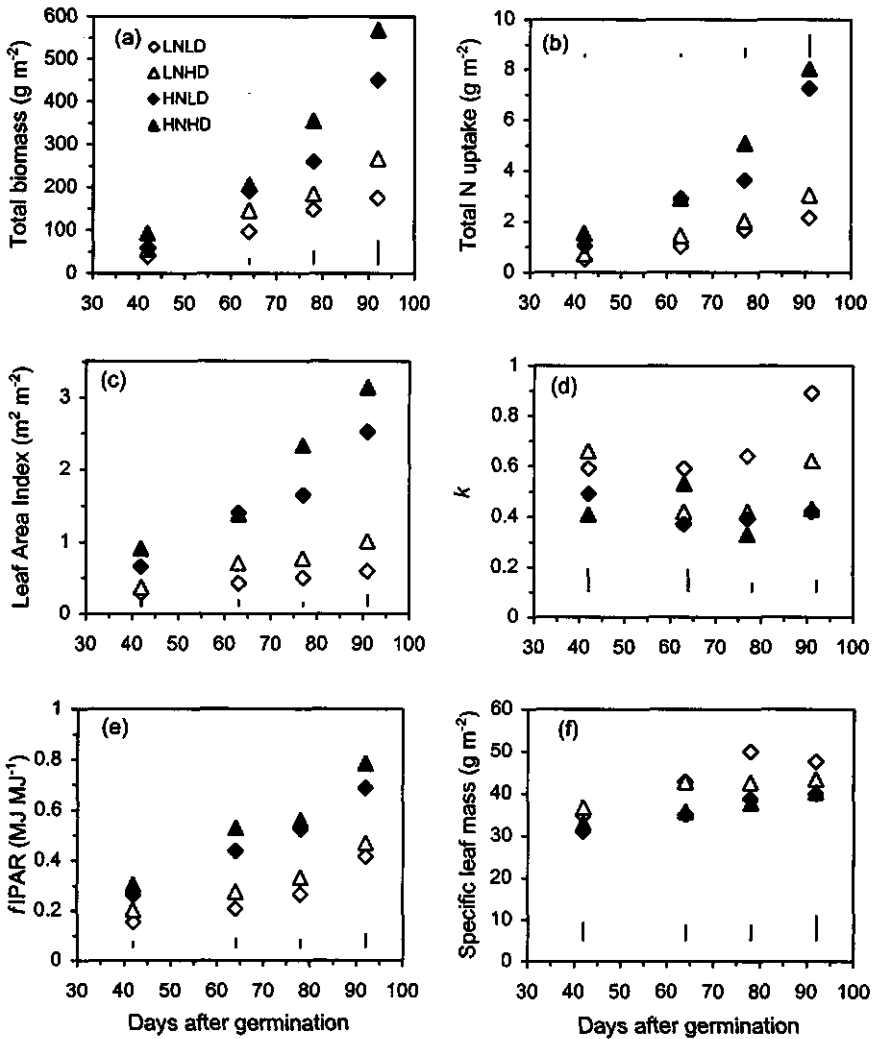 (a)
LNLD
LNHD
HNLD
HNHD
Total biomass (g m-2)
600
500
400
300
200
100
0
30 40 50 60 70 80 90 100
(b)
Total N uptake (g m-2)
10
8
6
4
2
0
30 40 50 60 70 80 90 100
(c)
Leaf Area Index (m2 m-2)
3
2
1
0
30 40 50 60 70 80 90 100
(d)
k
1
0.8
0.6
0.4
0.2
0
30 40 50 60 70 80 90 100
(e)
fIPAR (MJ MJ-1)
1
0.8
0.6
0.4
0.2
0
30 40 50 60 70 80 90 100
Days after germination
(f)
Specific leaf mass (g m-2)
60
50
40
30
20
10
0
30 40 50 60 70 80 90 100
Days after germination